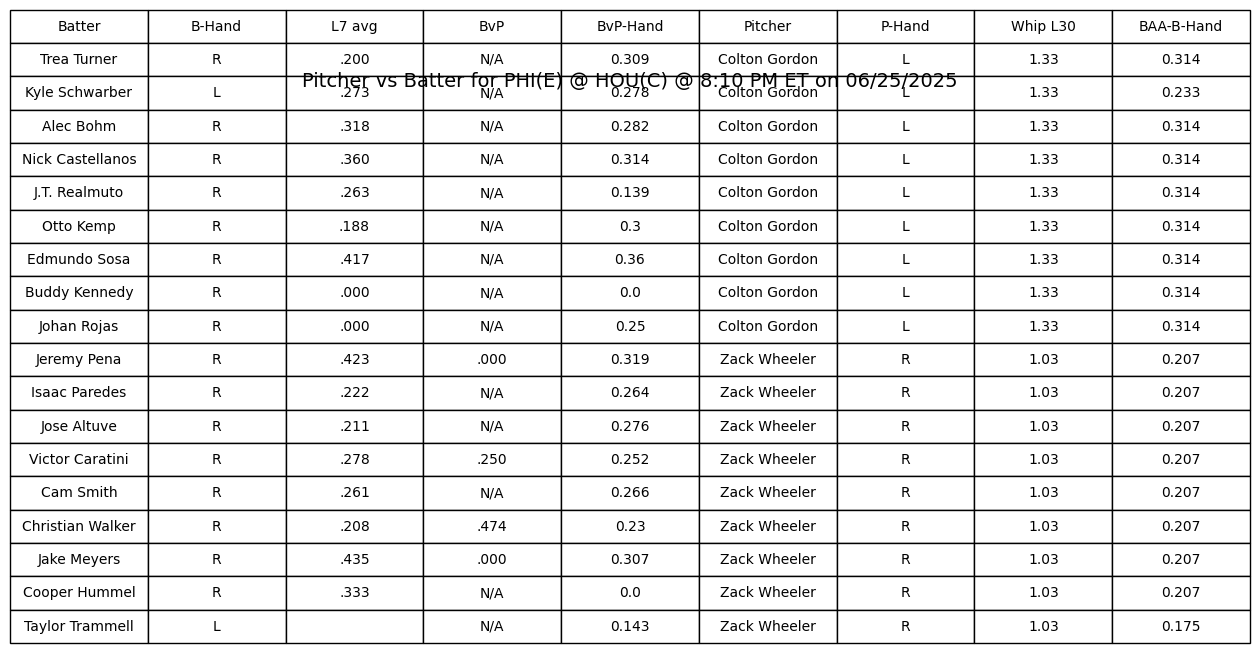 Batter B-Hand L7 avg BvP BvP-Hand Pitcher P-Hand Whip L30 BAA-B-Hand
Trea Turner R .200 N/A 0.309 Colton Gordon L 1.33 0.314
Pitcher vs Batter for PHI(E) @ HOU(C) @ 8:10 PM ET on 06/25/2025
Kyle Schwarber L .273 N/A 0.278 Colton Gordon L 1.33 0.233
Alec Bohm R .318 N/A 0.282 Colton Gordon L 1.33 0.314
Nick Castellanos R .360 N/A 0.314 Colton Gordon L 1.33 0.314
J.T. Realmuto R .263 N/A 0.139 Colton Gordon L 1.33 0.314
Otto Kemp R .188 N/A 0.3 Colton Gordon L 1.33 0.314
Edmundo Sosa R .417 N/A 0.36 Colton Gordon L 1.33 0.314
Buddy Kennedy R .000 N/A 0.0 Colton Gordon L 1.33 0.314
Johan Rojas R .000 N/A 0.25 Colton Gordon L 1.33 0.314
Jeremy Pena R .423 .000 0.319 Zack Wheeler R 1.03 0.207
Isaac Paredes R .222 N/A 0.264 Zack Wheeler R 1.03 0.207
Jose Altuve R .211 N/A 0.276 Zack Wheeler R 1.03 0.207
Victor Caratini R .278 .250 0.252 Zack Wheeler R 1.03 0.207
Cam Smith R .261 N/A 0.266 Zack Wheeler R 1.03 0.207
Christian Walker R .208 .474 0.23 Zack Wheeler R 1.03 0.207
Jake Meyers R .435 .000 0.307 Zack Wheeler R 1.03 0.207
Cooper Hummel R .333 N/A 0.0 Zack Wheeler R 1.03 0.207
Taylor Trammell L N/A 0.143 Zack Wheeler R 1.03 0.175